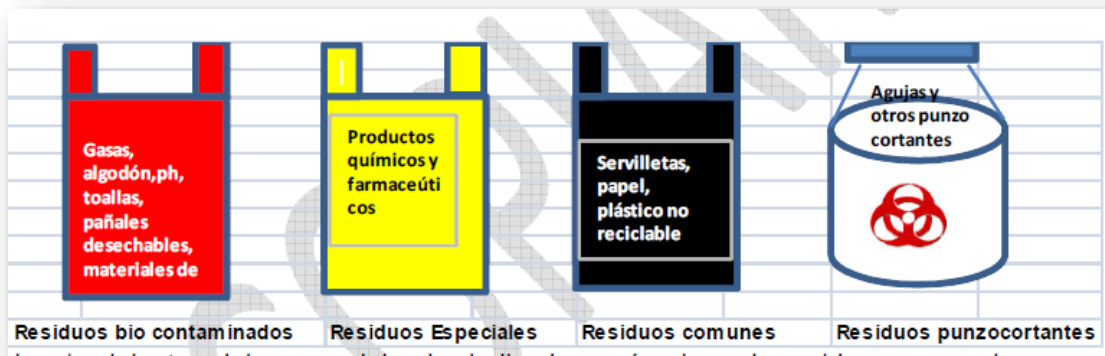 Gasas,
algodón,ph,
toallas,
pañales
desechables,
materiales de
Productos
químicos y
farmaceúti
cos
Servilletas,
papel,
plástico no
reciclable
Agujas y
otros punzo
cortantes
Residuos bio contaminados
Residuos Especiales
Residuos comunes
Residuos punzocortantes